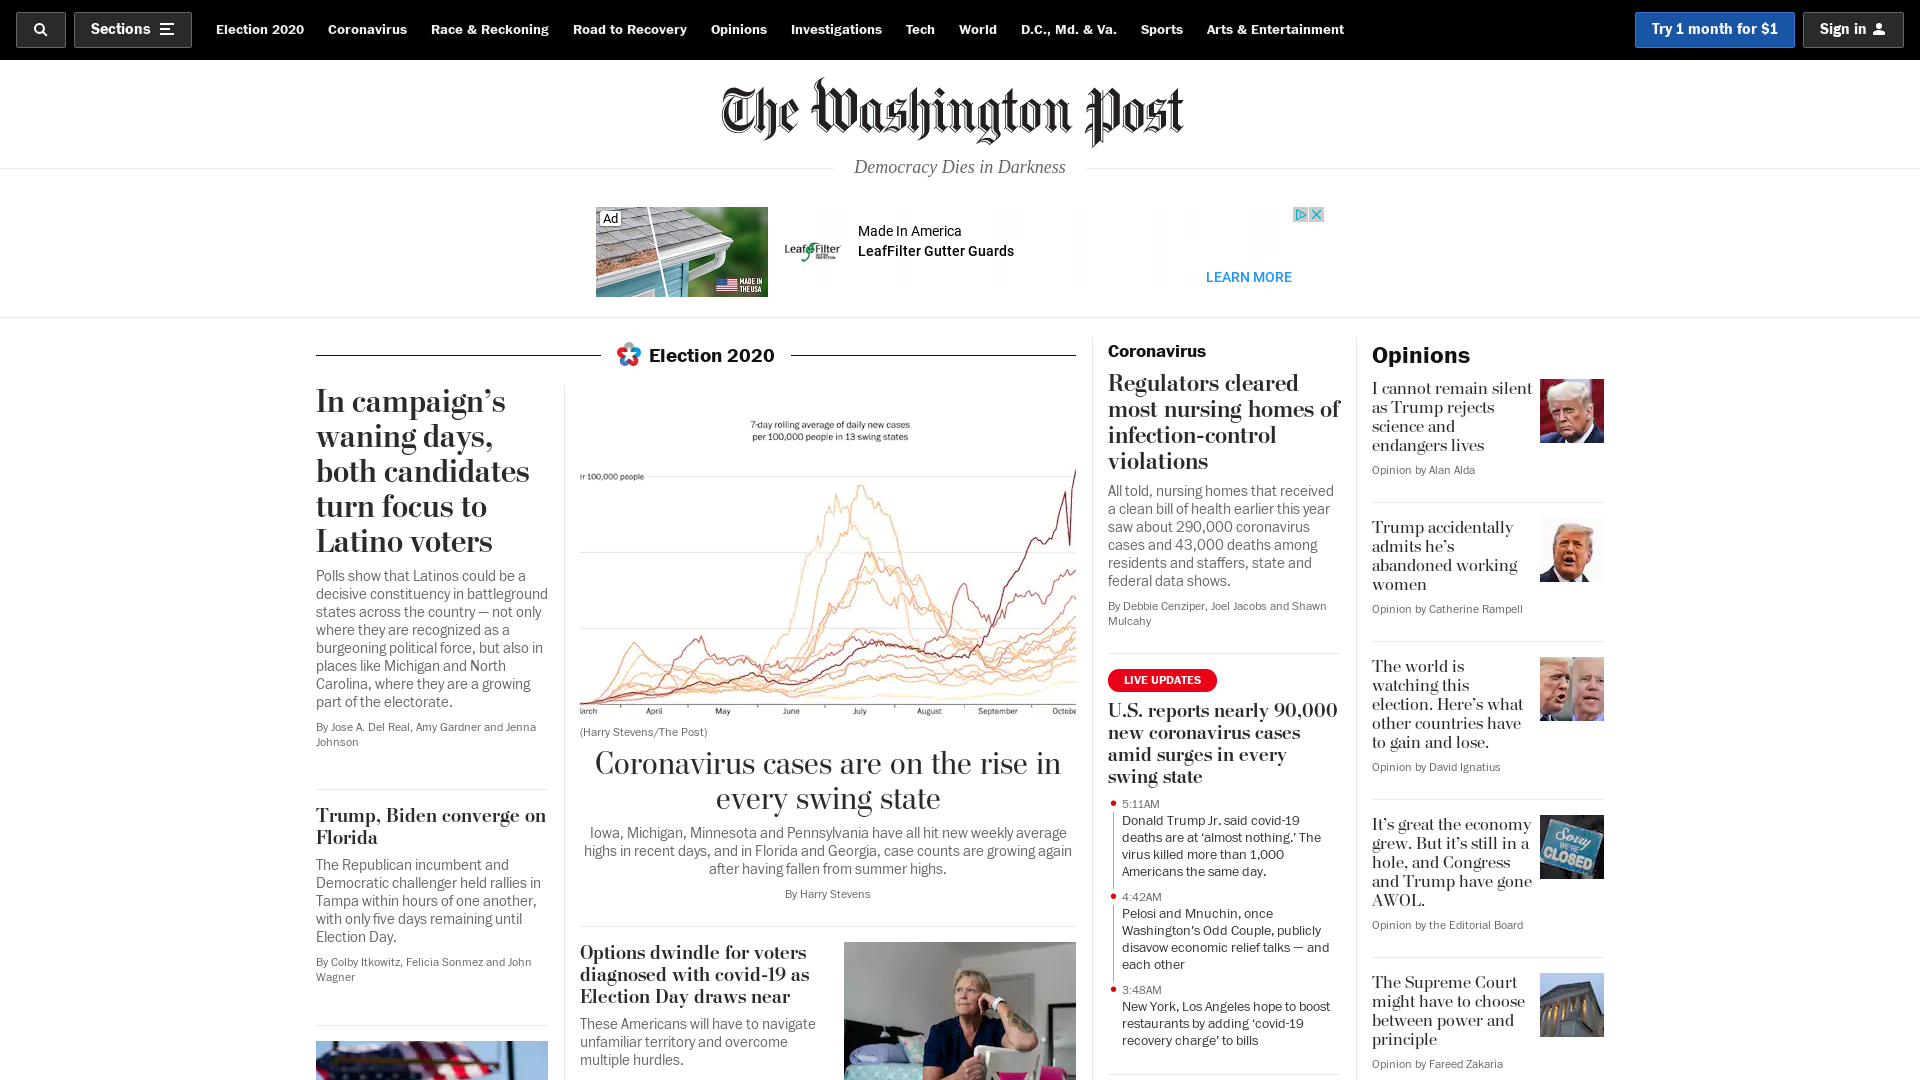 Sections
Election 2020
Coronavirus
Race & Reckoning
Road to Recovery
Opinions
Investigations
Tech
World
D.C., Md. & Va.
Sports
Arts & Entertainment
Try 1 month for $1
Sign in
The Washington Post
Democracy Dies in Darkness
Ad
MADE IN
THE USA
LeafFilter
Made In America
LeafFilter Gutter Guards
LEARN MORE
Election 2020
In campaign’s
waning days,
both candidates
turn focus to
Latino voters
Polls show that Latinos could be a
decisive constituency in battleground
states across the country — not only
where they are recognized as a
burgeoning political force, but also in
places like Michigan and North
Carolina, where they are a growing
part of the electorate.
By Jose A. Del Real, Amy Gardner and Jenna
Johnson
Trump, Biden converge on
Florida
The Republican incumbent and
Democratic challenger held rallies in
Tampa within hours of one another,
with only five days remaining until
Election Day.
By Colby Itkowitz, Felicia Sonmez and John
Wagner
7-day rolling average of daily new cases
per 100,000 people in 13 swing states
er 100,000 people
arch
April
May
June
July
August
September
Octobe
(Harry Stevens/The Post)
Coronavirus cases are on the rise in
every swing state
Iowa, Michigan, Minnesota and Pennsylvania have all hit new weekly average
highs in recent days, and in Florida and Georgia, case counts are growing again
after having fallen from summer highs.
By Harry Stevens
Options dwindle for voters
diagnosed with covid-19 as
Election Day draws near
These Americans will have to navigate
unfamiliar territory and overcome
multiple hurdles.
Coronavirus
Regulators cleared
most nursing homes of
infection-control
violations
All told, nursing homes that received
a clean bill of health earlier this year
saw about 290,000 coronavirus
cases and 43,000 deaths among
residents and staffers, state and
federal data shows.
By Debbie Cenziper, Joel Jacobs and Shawn
Mulcahy
LIVE UPDATES
U.S. reports nearly 90,000
new coronavirus cases
amid surges in every
swing state
5:11AM
Donald Trump Jr. said covid-19
deaths are at ‘almost nothing.’ The
virus killed more than 1,000
Americans the same day.
4:42AM
Pelosi and Mnuchin, once
Washington’s Odd Couple, publicly
disavow economic relief talks — and
each other
3:48AM
New York, Los Angeles hope to boost
restaurants by adding ‘covid-19
recovery charge’ to bills
Opinions
I cannot remain silent
as Trump rejects
science and
endangers lives
Opinion by Alan Alda
Trump accidentally
admits he’s
abandoned working
women
Opinion by Catherine Rampell
The world is
watching this
election. Here’s what
other countries have
to gain and lose.
Opinion by David Ignatius
It’s great the economy
grew. But it’s still in a
hole, and Congress
and Trump have gone
AWOL.
Opinion by the Editorial Board
Sorry
WE'RE
CLOSED
The Supreme Court
might have to choose
between power and
principle
Opinion by Fareed Zakaria